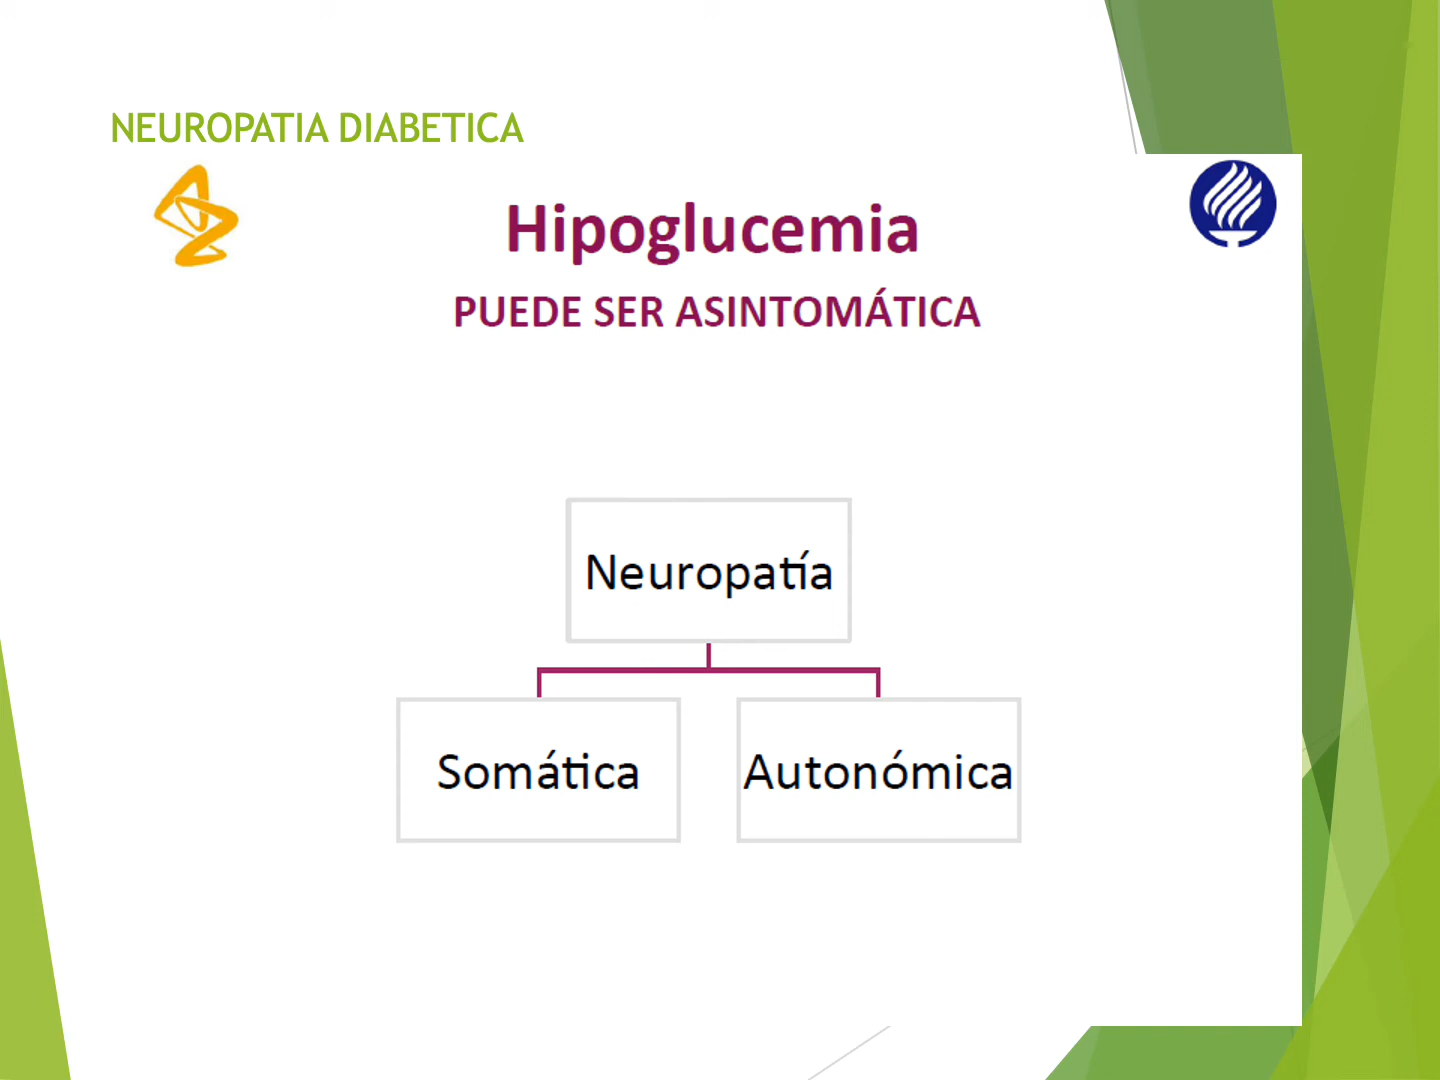 NEUROPATIA DIABETICA
Hipoglucemia
PUEDE SER ASINTOMÁTICA
Neuropatía
Somática
Autonómica